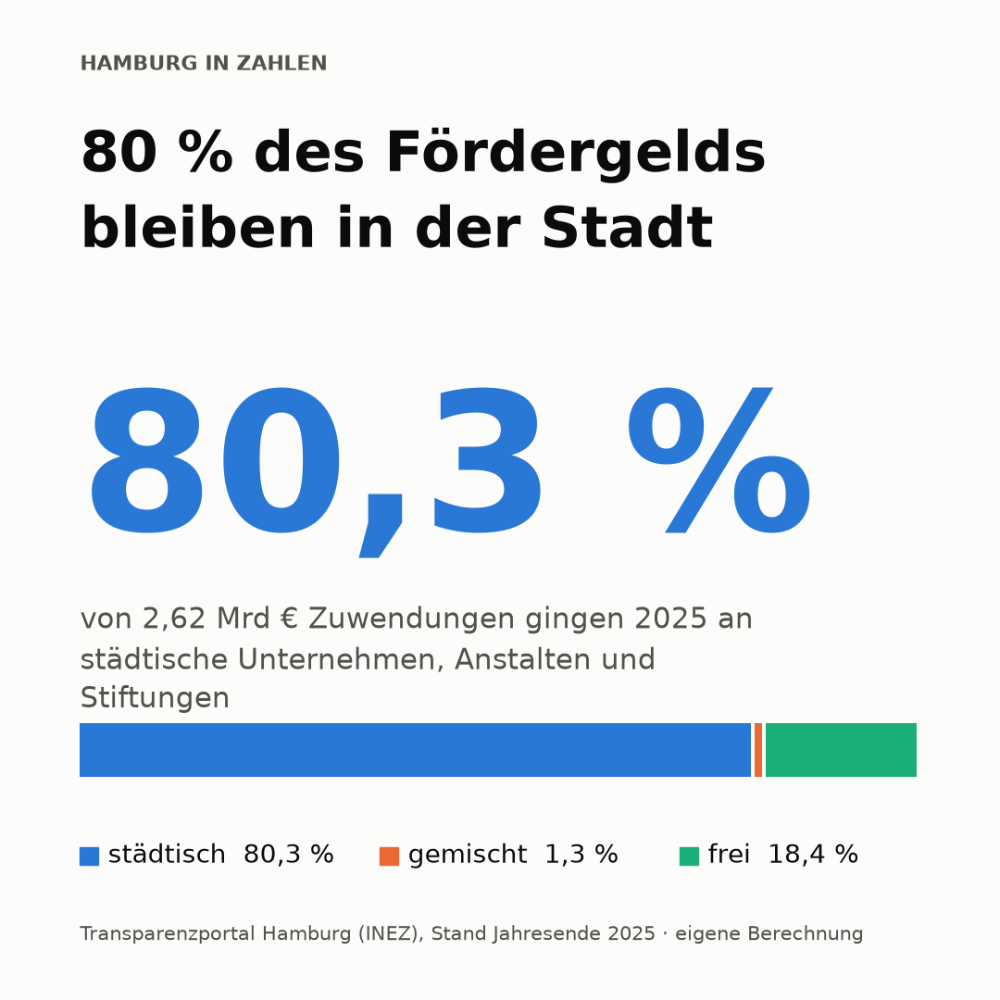 HAMBURG IN ZAHLEN
80 % des Fördergelds
bleiben in der Stadt
80,3 %
von 2,62 Mrd € Zuwendungen gingen 2025 an
städtische Unternehmen, Anstalten und
Stiftungen
städtisch 80,3 % gemischt 1,3 % frei 18,4 %
Transparenzportal Hamburg (INEZ), Stand Jahresende 2025 · eigene Berechnung